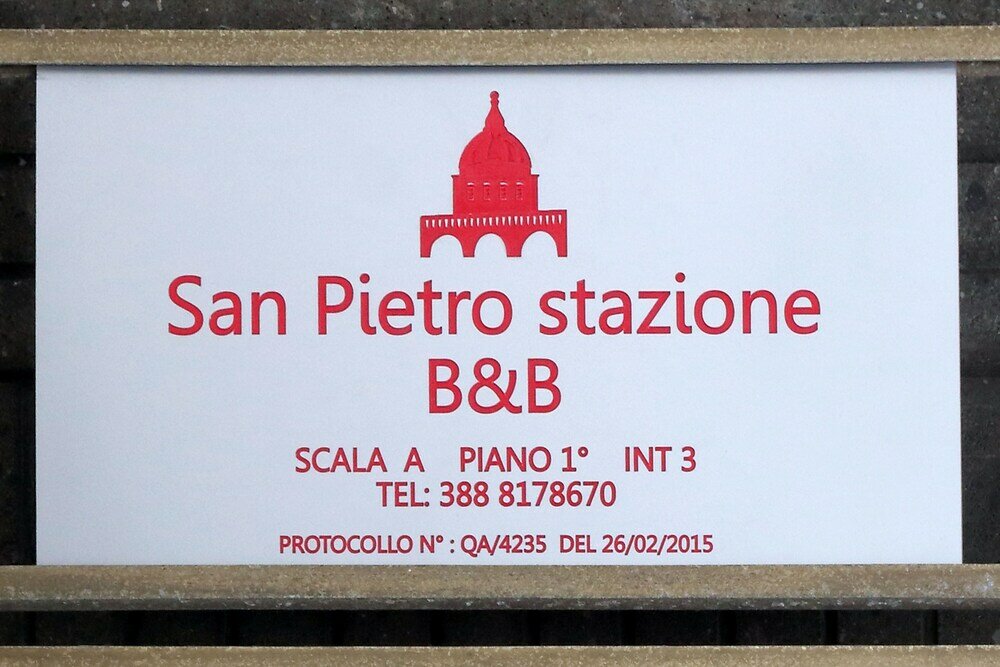 San Pietro stazione
B&B
SCALA A PIANO 1° INT 3
TEL: 388 8178670
PROTOCOLLO N° : QA/4235 DEL 26/02/2015